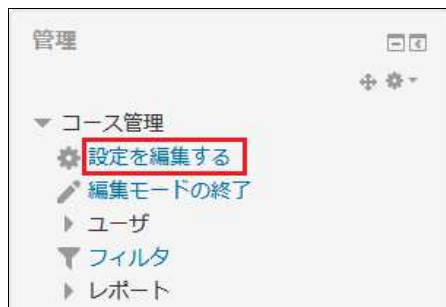 管理
コース管理
設定を編集する
編集モードの終了
ユーザ
フィルタ
レポート